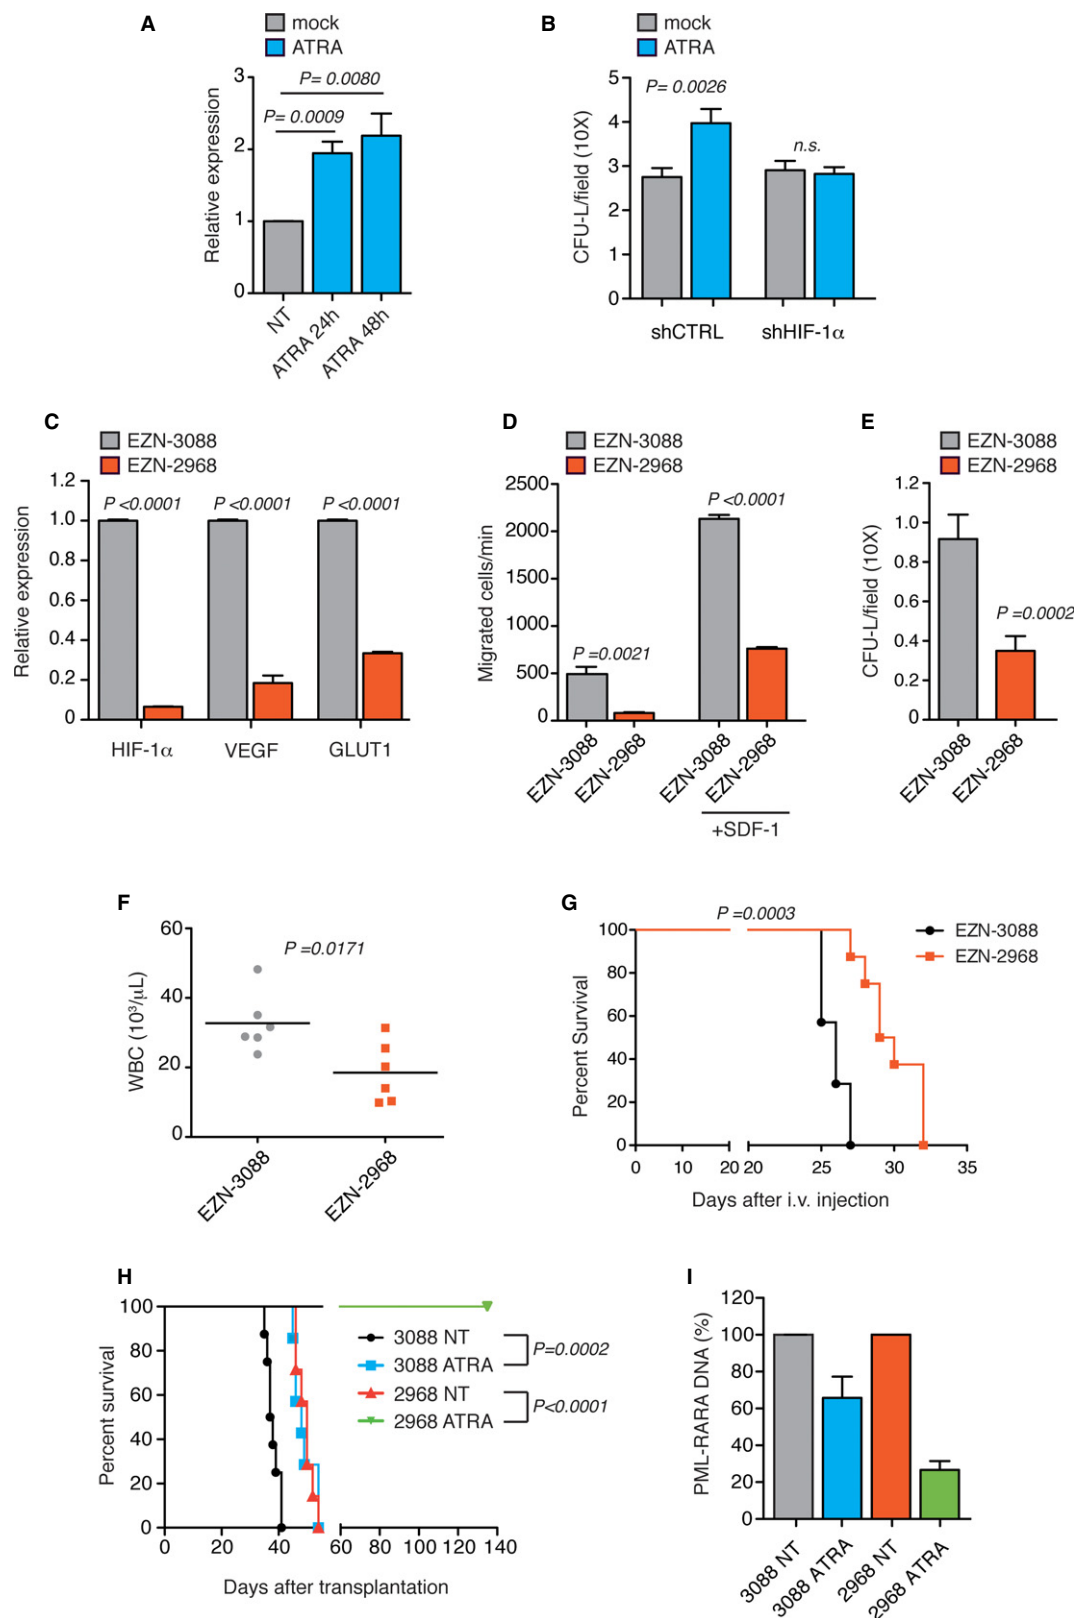 A
mock
ATRA
P= 0.0080
P= 0.0009
Relative expression
3
2
1
0
NT
ATRA 24h
ATRA 48h
B
mock
ATRA
P= 0.0026
n.s.
CFU-L/field (10X)
5
4
3
2
1
0
shCTRL
shHIF-1α
C
EZN-3088
EZN-2968
P <0.0001
P <0.0001
P <0.0001
Relative expression
1.2
1.0
0.8
0.6
0.4
0.2
0
HIF-1α
VEGF
GLUT1
D
EZN-3088
EZN-2968
P <0.0001
P =0.0021
Migrated cells/min
2500
2000
1500
1000
500
0
EZN-3088
EZN-2968
EZN-3088
EZN-2968
+SDF-1
E
EZN-3088
EZN-2968
P =0.0002
CFU-L/field (10X)
1.2
1.0
0.8
0.6
0.4
0.2
0
EZN-3088
EZN-2968
F
P =0.0171
WBC (10³/μL)
60
40
20
0
EZN-3088
EZN-2968
G
P =0.0003
EZN-3088
EZN-2968
Percent Survival
100
80
60
40
20
0
0 10 20 20 25 30 35
Days after i.v. injection
H
3088 NT
3088 ATRA
2968 NT
2968 ATRA
P=0.0002
P<0.0001
Percent survival
100
80
60
40
20
0
0 20 40 60 80 100 120 140
Days after transplantation
I
PML-RARA DNA (%)
120
100
80
60
40
20
0
3088 NT
3088 ATRA
2968 NT
2968 ATRA